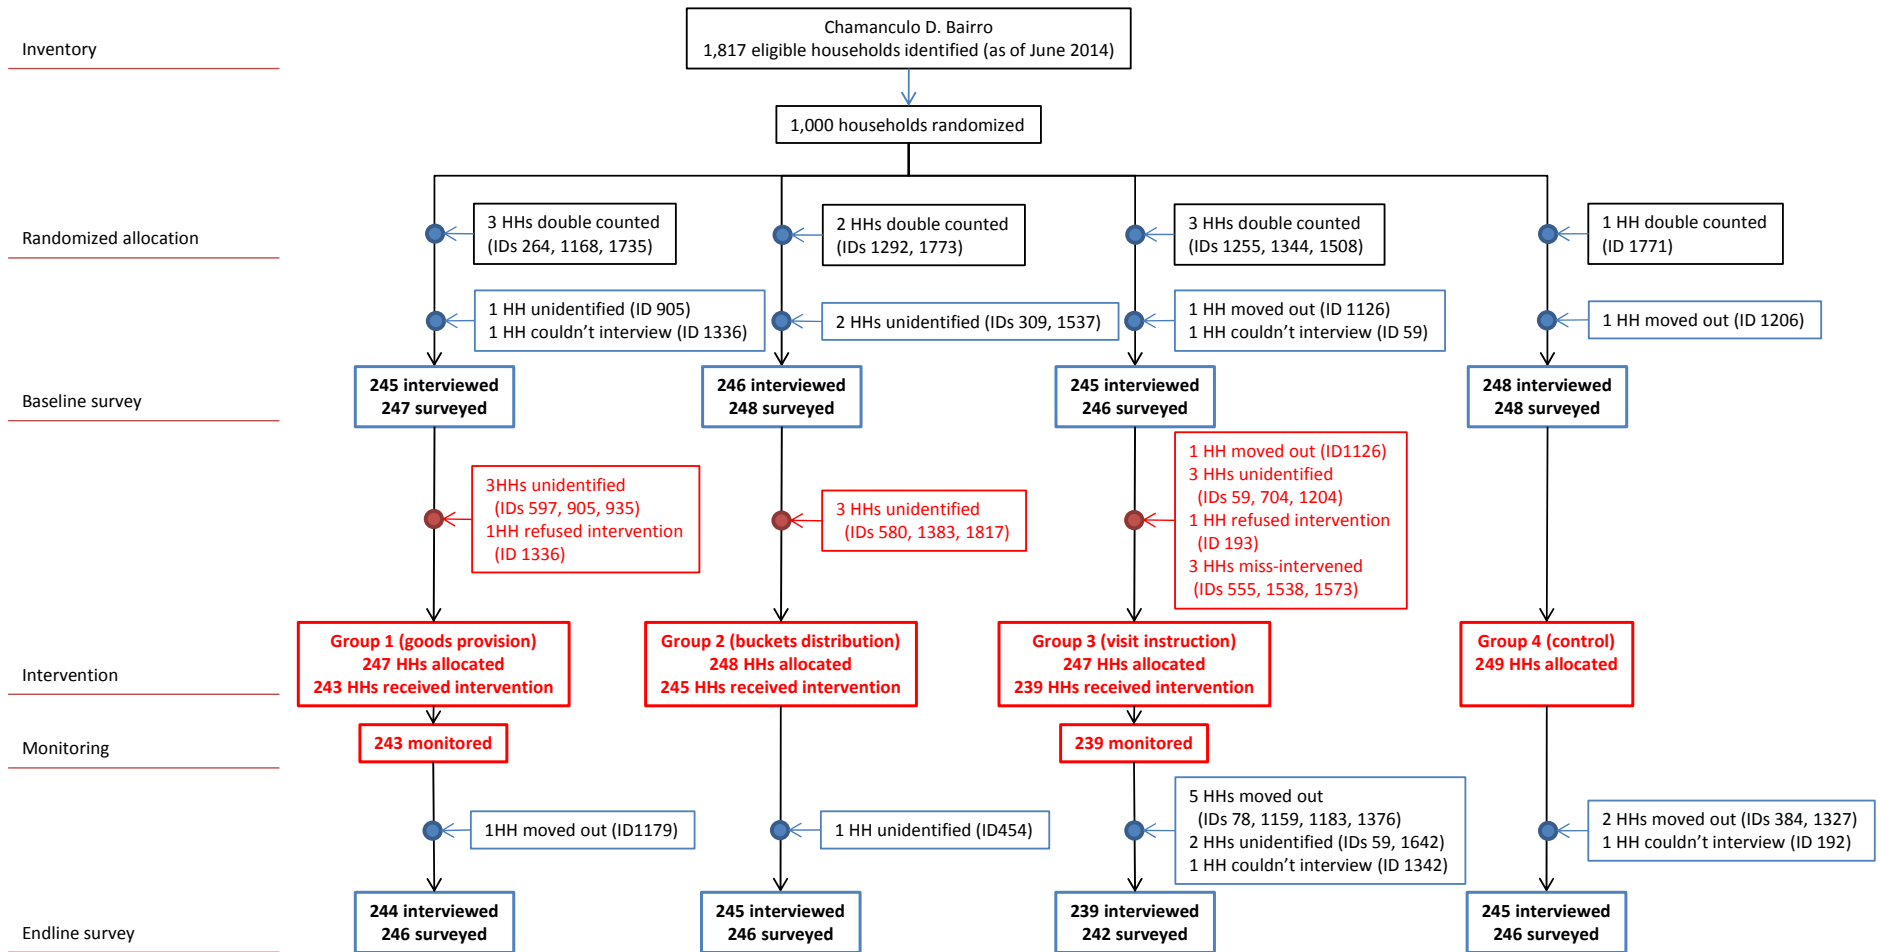 Inventory
Chamanculo D. Bairro
1,817 eligible households identified (as of June 2014)
1,000 households randomized
Randomized allocation
3 HHs double counted
(IDs 264, 1168, 1735)
2 HHs double counted
(IDs 1292, 1773)
3 HHs double counted
(IDs 1255, 1344, 1508)
1 HH double counted
(ID 1771)
1 HH unidentified (ID 905)
1 HH couldn't interview (ID 1336)
2 HHs unidentified (IDs 309, 1537)
1 HH moved out (ID 1126)
1 HH couldn't interview (ID 59)
1 HH moved out (ID 1206)
Baseline survey
245 interviewed
247 surveyed
246 interviewed
248 surveyed
245 interviewed
246 surveyed
248 interviewed
248 surveyed
3HHs unidentified
(IDs 597, 905, 935)
1HH refused intervention
(ID 1336)
3 HHs unidentified
(IDs 580, 1383, 1817)
1 HH moved out (ID1126)
3 HHs unidentified
(IDs 59, 704, 1204)
1 HH refused intervention
(ID 193)
3 HHs miss-intervened
(IDs 555, 1538, 1573)
Intervention
Group 1 (goods provision)
247 HHs allocated
243 HHs received intervention
Group 2 (buckets distribution)
248 HHs allocated
245 HHs received intervention
Group 3 (visit instruction)
247 HHs allocated
239 HHs received intervention
Group 4 (control)
249 HHs allocated
Monitoring
243 monitored
239 monitored
1HH moved out (ID1179)
1 HH unidentified (ID454)
5 HHs moved out
(IDs 78, 1159, 1183, 1376)
2 HHs unidentified (IDs 59, 1642)
1 HH couldn't interview (ID 1342)
2 HHs moved out (IDs 384, 1327)
1 HH couldn't interview (ID 192)
Endline survey
244 interviewed
246 surveyed
245 interviewed
246 surveyed
239 interviewed
242 surveyed
245 interviewed
246 surveyed